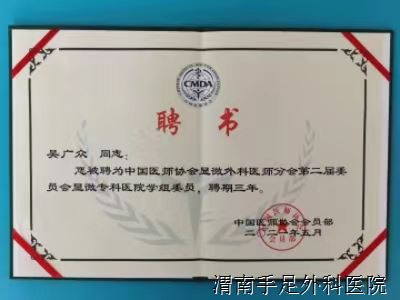 CMDA
聘 书
吴广众 同志：
您被聘为中国医师协会显微外科医师分会第二届委
员会显微专科医院学组委员，聘期三年。
中国医师协会会员部
二〇二二年五月
渭南手足外科医院